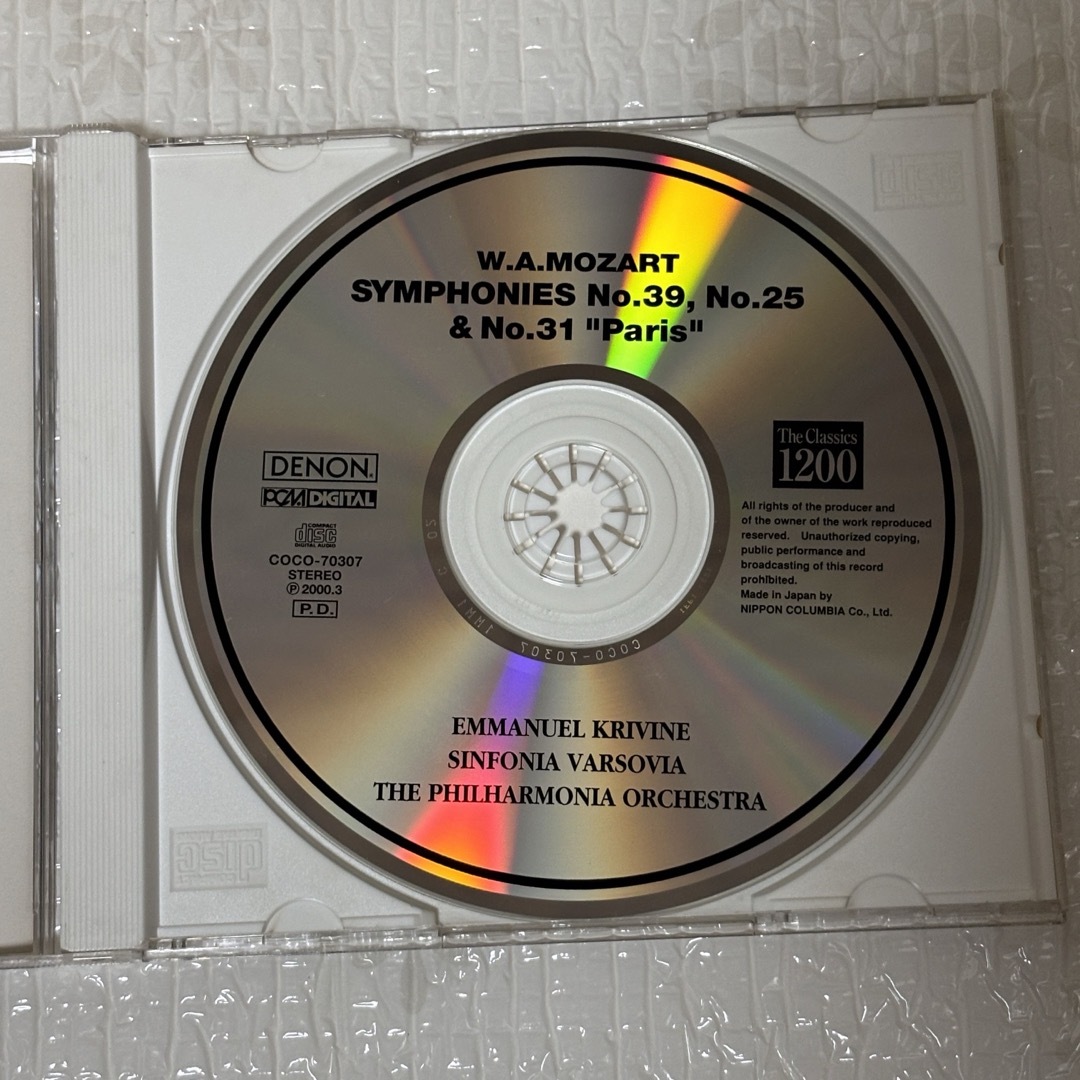 W.A.MOZART
SYMPHONIES No.39, No.25
& No.31 "Paris"
DENON.
PCM DIGITAL
COMPACT
disc
DIGITAL AUDIO
COCO-70307
STEREO
℗ 2000.3
P.D.
The Classics
1200
All rights of the producer and
of the owner of the work reproduced
reserved. Unauthorized copying,
public performance and
broadcasting of this record
prohibited.
Made in Japan by
NIPPON COLUMBIA Co., Ltd.
COCO-70307
EMMANUEL KRIVINE
SINFONIA VARSOVIA
THE PHILHARMONIA ORCHESTRA
disc
disc